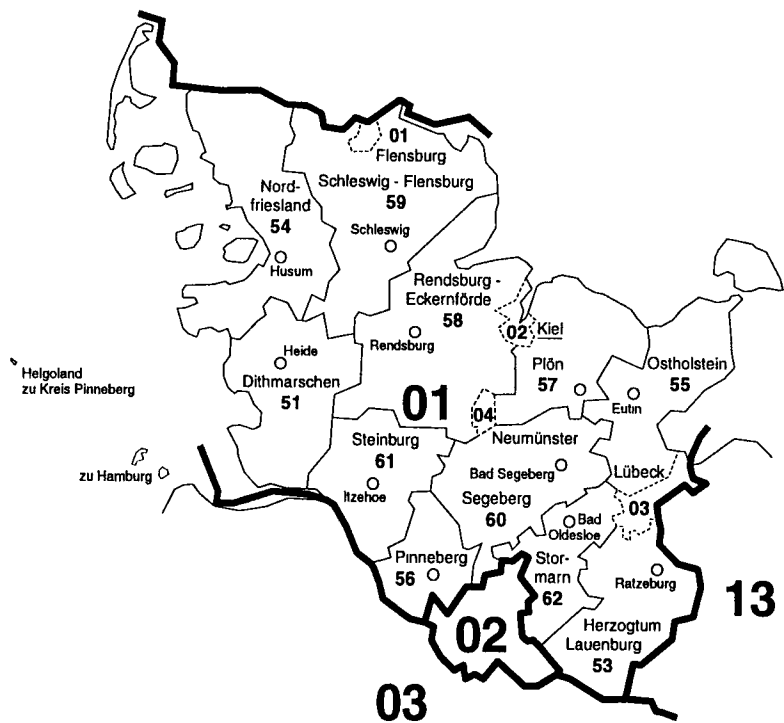 01
Flensburg
Schleswig - Flensburg
59
Nord-
friesland
54
Schleswig
Husum
Rendsburg -
Eckernförde
58
02
Kiel
Rendsburg
Heide
Dithmarschen
51
Helgoland
zu Kreis Pinneberg
Plön
57
Ostholstein
55
Eutin
01
04
Neumünster
Steinburg
61
Bad Segeberg
Lübeck
zu Hamburg
Itzehoe
Segeberg
60
03
Bad
Oldesloe
Pinneberg
56
Stor-
marn
62
Ratzeburg
13
02
Herzogtum
Lauenburg
53
03